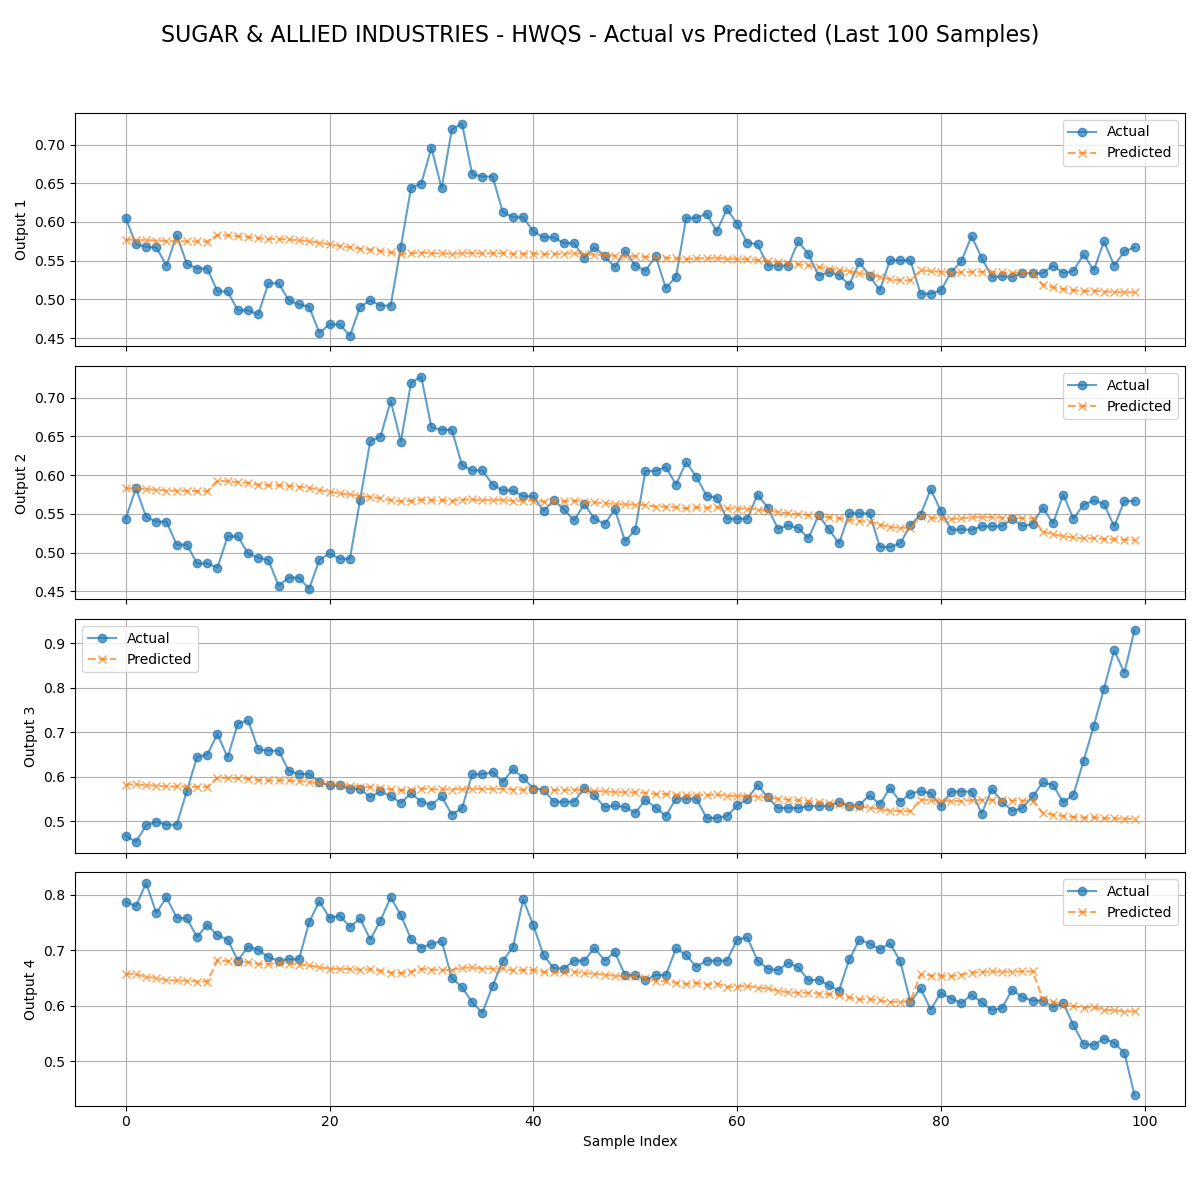 SUGAR & ALLIED INDUSTRIES - HWQS - Actual vs Predicted (Last 100 Samples)
Output 1
0.70
0.65
0.60
0.55
0.50
0.45
Actual
Predicted
Output 2
0.70
0.65
0.60
0.55
0.50
0.45
Actual
Predicted
Output 3
0.9
0.8
0.7
0.6
0.5
Actual
Predicted
Output 4
0.8
0.7
0.6
0.5
Actual
Predicted
0 20 40 60 80 100
Sample Index